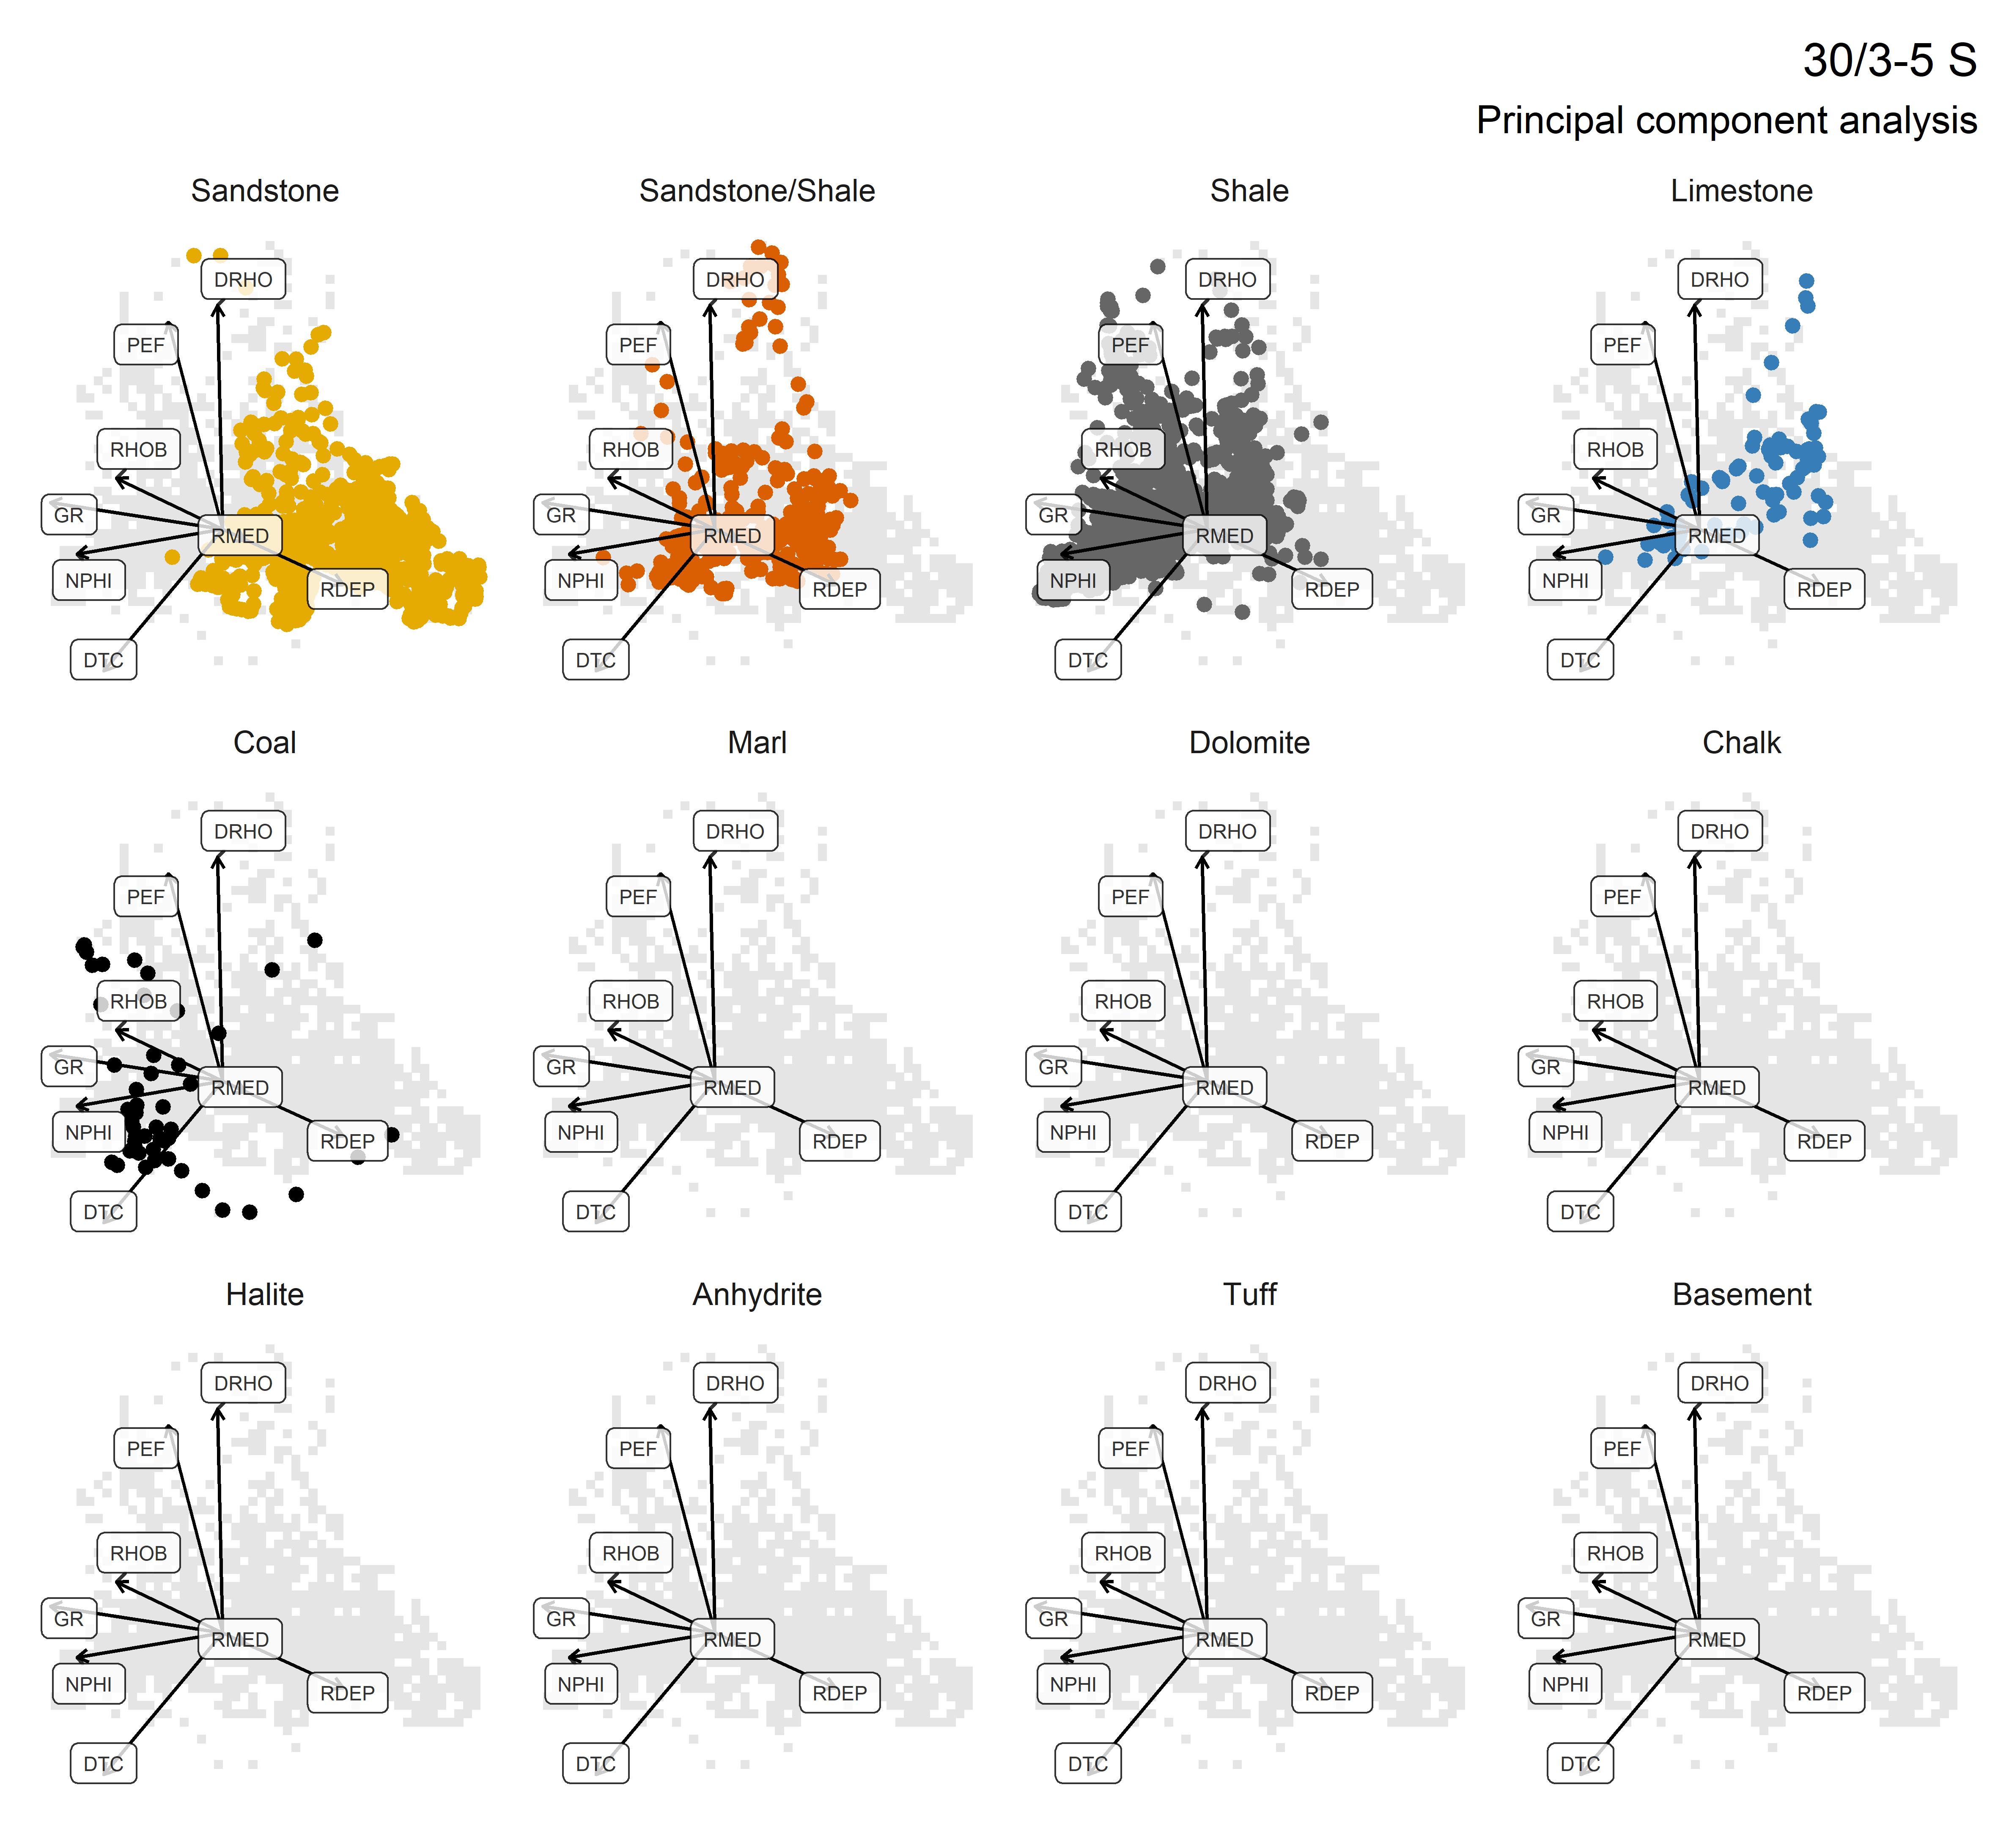 30/3-5 S
Principal component analysis
Sandstone
DRHO
PEF
RHOB
GR
RMED
NPHI
RDEP
DTC
Sandstone/Shale
DRHO
PEF
RHOB
GR
RMED
NPHI
RDEP
DTC
Shale
DRHO
PEF
RHOB
GR
RMED
NPHI
RDEP
DTC
Limestone
DRHO
PEF
RHOB
GR
RMED
NPHI
RDEP
DTC
Coal
DRHO
PEF
RHOB
GR
RMED
NPHI
RDEP
DTC
Marl
DRHO
PEF
RHOB
GR
RMED
NPHI
RDEP
DTC
Dolomite
DRHO
PEF
RHOB
GR
RMED
NPHI
RDEP
DTC
Chalk
DRHO
PEF
RHOB
GR
RMED
NPHI
RDEP
DTC
Halite
DRHO
PEF
RHOB
GR
RMED
NPHI
RDEP
DTC
Anhydrite
DRHO
PEF
RHOB
GR
RMED
NPHI
RDEP
DTC
Tuff
DRHO
PEF
RHOB
GR
RMED
NPHI
RDEP
DTC
Basement
DRHO
PEF
RHOB
GR
RMED
NPHI
RDEP
DTC